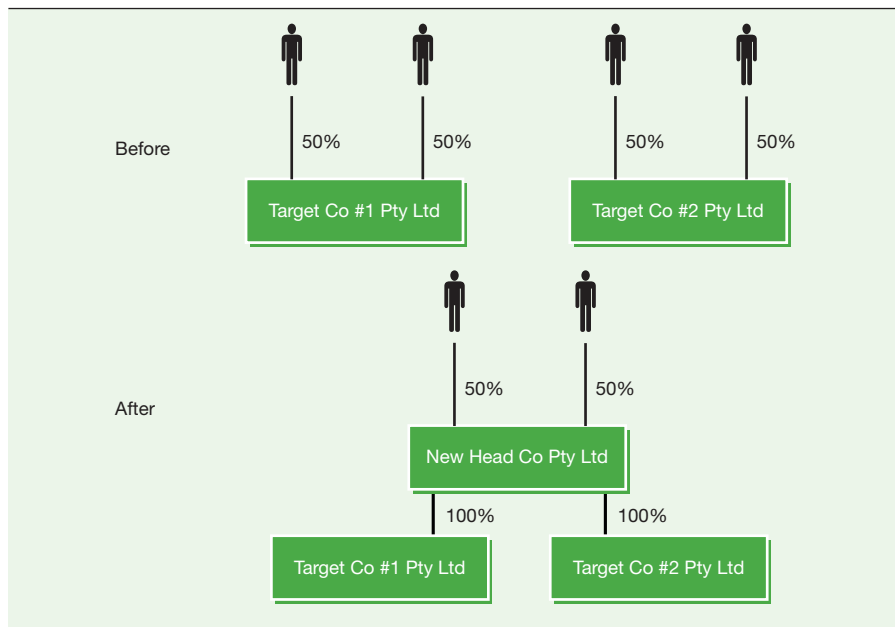 50% 50% 50% 50%
Before
Target Co #1 Pty Ltd Target Co #2 Pty Ltd
50% 50%
After
New Head Co Pty Ltd
100% 100%
Target Co #1 Pty Ltd Target Co #2 Pty Ltd